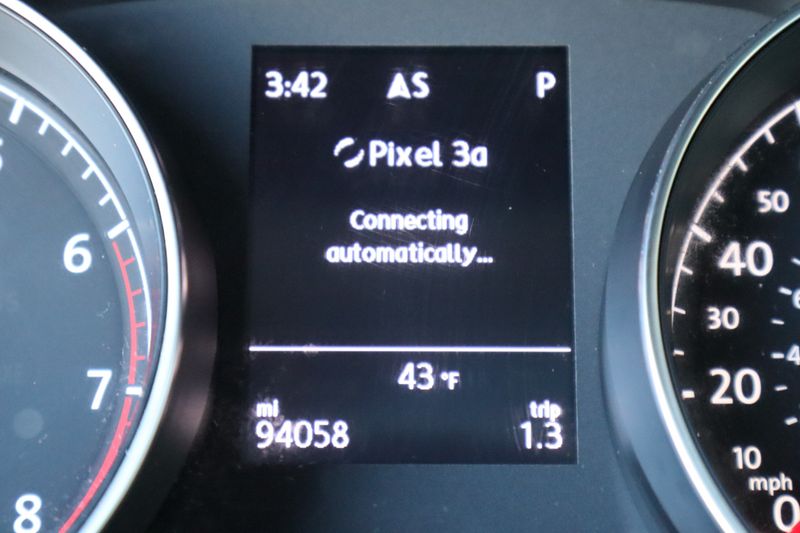 3:42 AS P
Pixel 3a
Connecting
automatically...
43 °F
mi trip
94058 1.3
6
7
8
50
40
30
20
10
mph
0